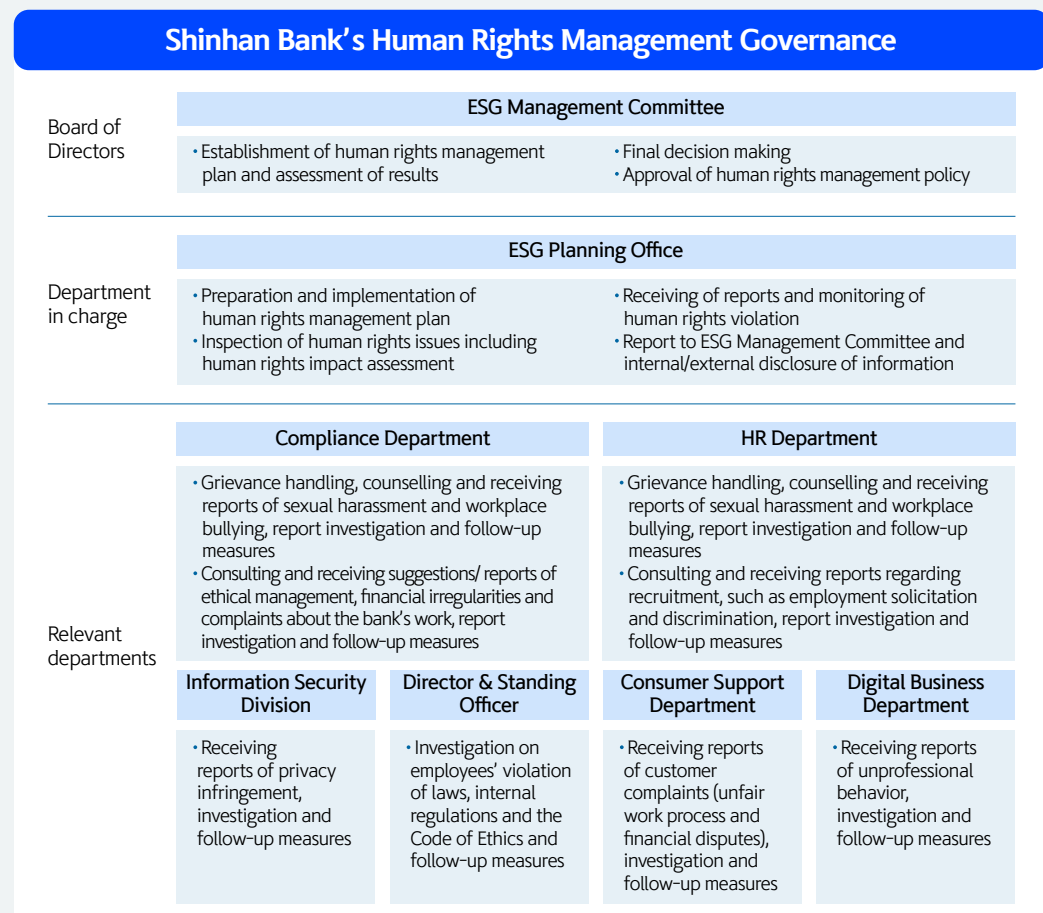 Shinhan Bank's Human Rights Management Governance
Board of
Directors
ESG Management Committee
• Establishment of human rights management
plan and assessment of results
• Final decision making
• Approval of human rights management policy
Department
in charge
ESG Planning Office
• Preparation and implementation of
human rights management plan
• Inspection of human rights issues including
human rights impact assessment
• Receiving of reports and monitoring of
human rights violation
• Report to ESG Management Committee and
internal/external disclosure of information
Relevant
departments
Compliance Department
• Grievance handling, counselling and receiving
reports of sexual harassment and workplace
bullying, report investigation and follow-up
measures
• Consulting and receiving suggestions/ reports of
ethical management, financial irregularities and
complaints about the bank's work, report
investigation and follow-up measures
HR Department
• Grievance handling, counselling and receiving
reports of sexual harassment and workplace
bullying, report investigation and follow-up
measures
• Consulting and receiving reports regarding
recruitment, such as employment solicitation
and discrimination, report investigation and
follow-up measures
Information Security
Division
• Receiving
reports of privacy
infringement,
investigation and
follow-up measures
Director & Standing
Officer
• Investigation on
employees' violation
of laws, internal
regulations and the
Code of Ethics and
follow-up measures
Consumer Support
Department
• Receiving reports
of customer
complaints (unfair
work process and
financial disputes),
investigation and
follow-up measures
Digital Business
Department
• Receiving reports
of unprofessional
behavior,
investigation and
follow-up measures